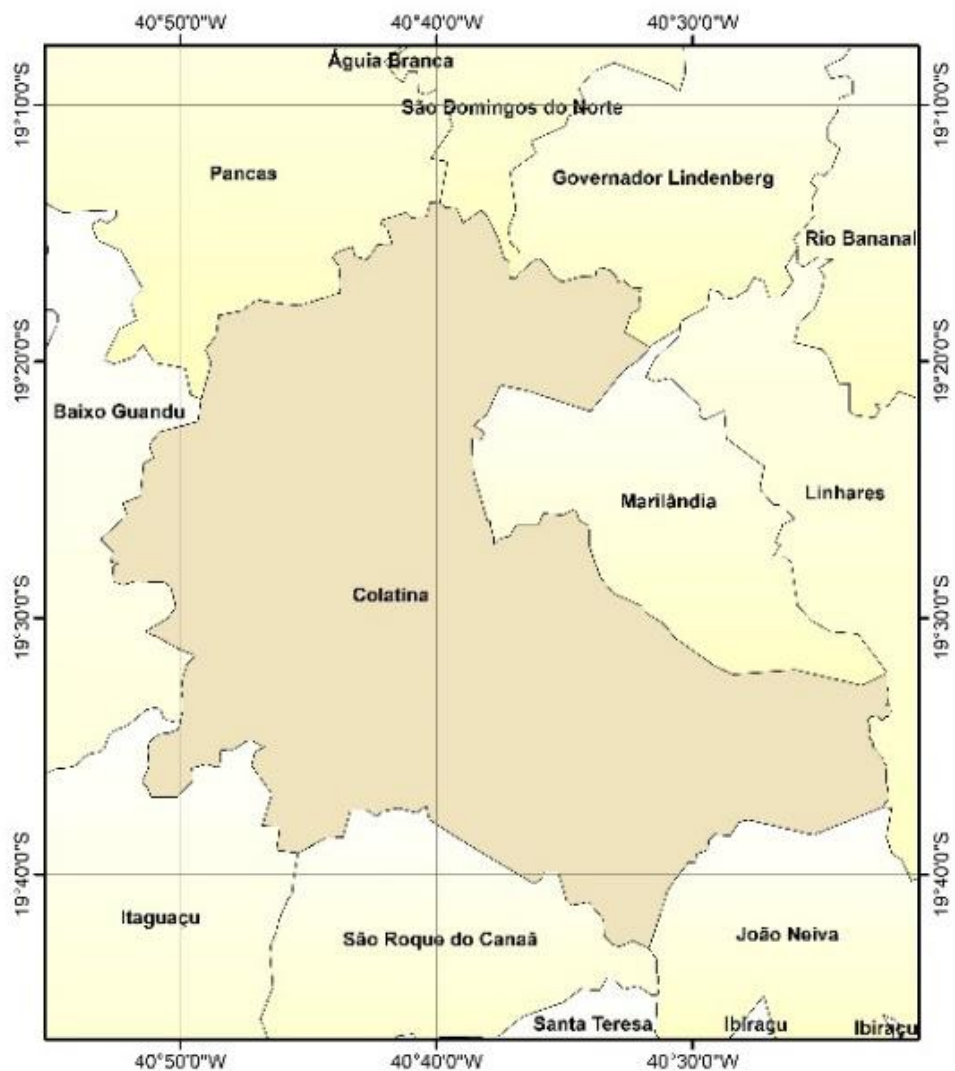 40°50'0"W 40°40'0"W 40°30'0"W
Águia Branca
19°10'0"S São Domingos do Norte 19°10'0"S
Pancas Governador Lindenberg
Rio Bananal
19°20'0"S 19°20'0"S
Baixo Guandu
Marilândia Linhares
Colatina
19°30'0"S 19°30'0"S
19°40'0"S 19°40'0"S
Itaguaçu
São Roque do Canaã João Neiva
Santa Teresa Ibiraçu Ibiraçu
40°50'0"W 40°40'0"W 40°30'0"W